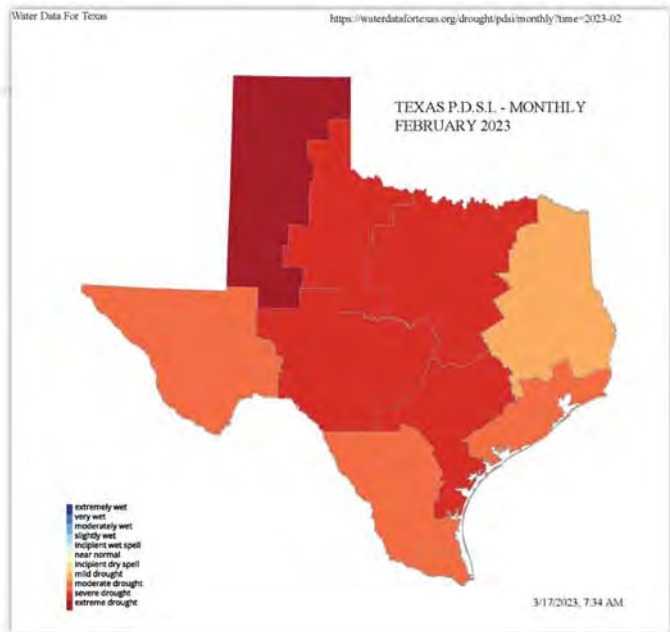 Water Data For Texas
https://waterdatafortexas.org/drought/pdsi/monthly?time=2023-02
TEXAS P.D.S.I. - MONTHLY
FEBRUARY 2023
extremely wet
very wet
moderately wet
slightly wet
incipient wet spell
near normal
incipient dry spell
mild drought
moderate drought
severe drought
extreme drought
3/17/2023, 7:34 AM